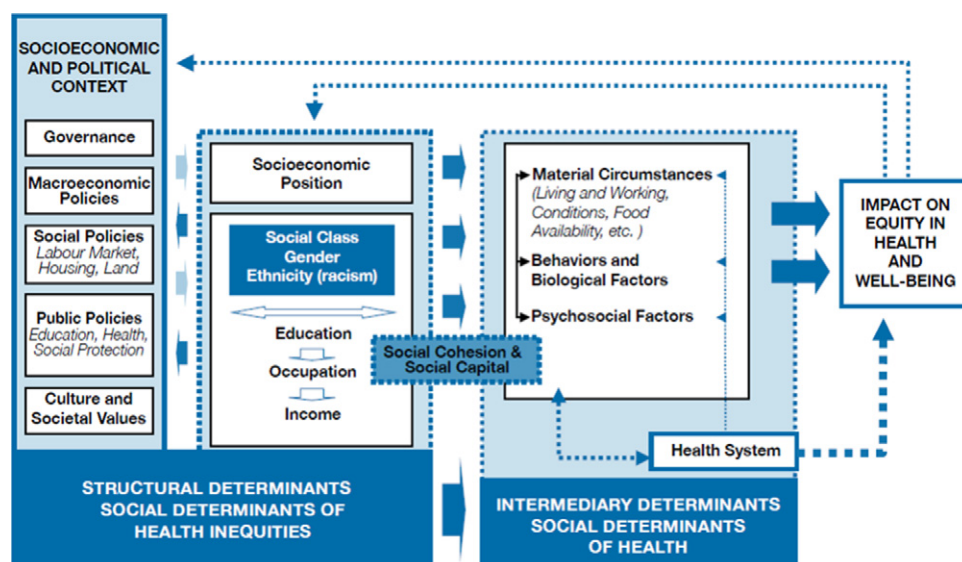 SOCIOECONOMIC
AND POLITICAL
CONTEXT
Governance
Macroeconomic
Policies
Social Policies
Labour Market,
Housing, Land
Public Policies
Education, Health,
Social Protection
Culture and
Societal Values
Socioeconomic
Position
Social Class
Gender
Ethnicity (racism)
Education
Occupation
Income
Social Cohesion &
Social Capital
Material Circumstances
(Living and Working,
Conditions, Food
Availability, etc. )
Behaviors and
Biological Factors
Psychosocial Factors
Health System
IMPACT ON
EQUITY IN
HEALTH
AND
WELL-BEING
STRUCTURAL DETERMINANTS
SOCIAL DETERMINANTS OF
HEALTH INEQUITIES
INTERMEDIARY DETERMINANTS
SOCIAL DETERMINANTS
OF HEALTH